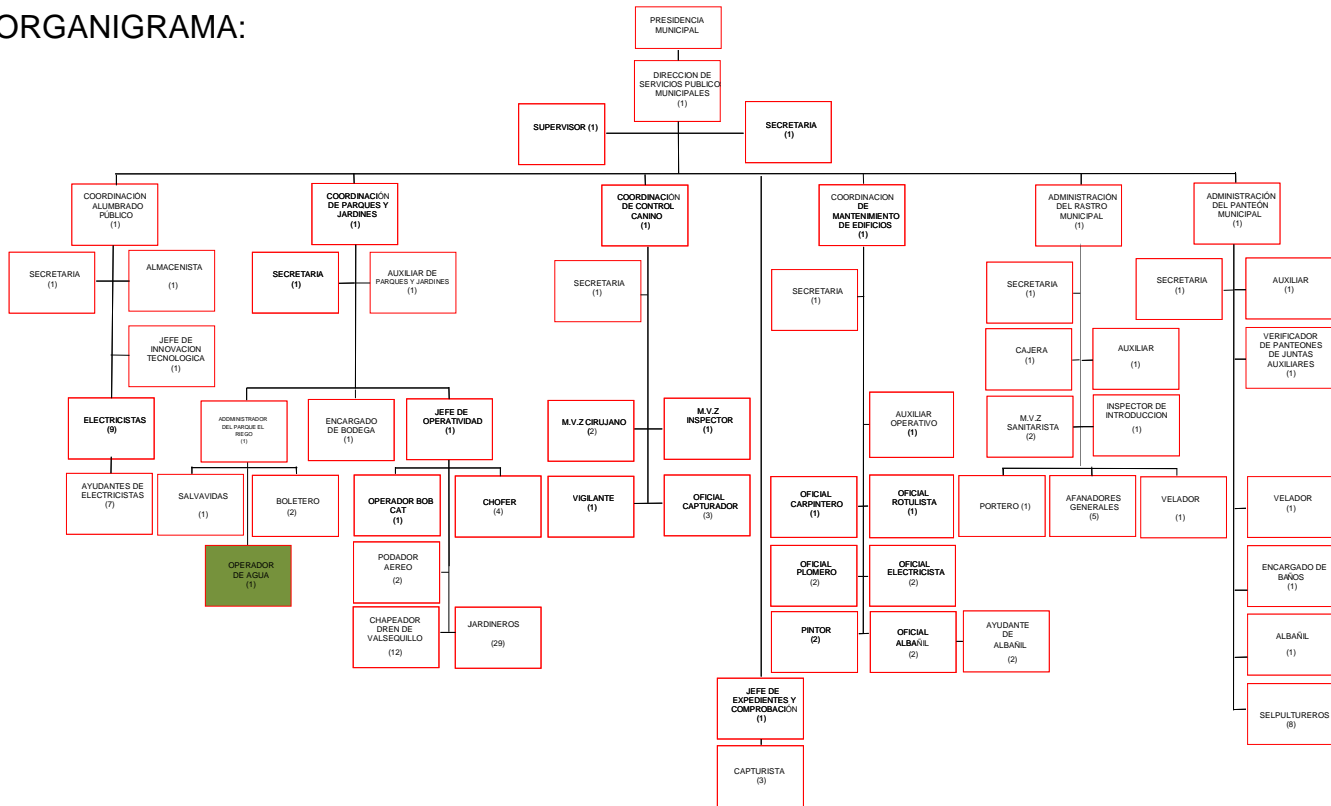 ORGANIGRAMA:
PRESIDENCIA
MUNICIPAL
DIRECCION DE
SERVICIOS PUBLICO
MUNICIPALES
(1)
SUPERVISOR (1)
SECRETARIA
(1)
COORDINACIÓN
ALUMBRADO
PÚBLICO
(1)
SECRETARIA
(1)
ALMACENISTA
(1)
JEFE DE
INNOVACION
TECNOLOGICA
(1)
ELECTRICISTAS
(9)
AYUDANTES DE
ELECTRICISTAS
(7)
COORDINACIÓN
DE PARQUES Y
JARDINES
(1)
SECRETARIA
(1)
AUXILIAR DE
PARQUES Y JARDINES
(1)
ADDMINISTRADOR
DEL PARQUE EL
RIEGO
(1)
SALVAVIDAS
(1)
BOLETERO
(2)
OPERADOR
DE AGUA
(1)
ENCARGADO
DE BODEGA
(1)
JEFE DE
OPERATIVIDAD
(1)
OPERADOR BOB
CAT
(1)
CHOFER
(4)
PODADOR
AEREO
(2)
CHAPEADOR
DREN DE
VALSEQUILLO
(12)
JARDINEROS
(29)
COORDINACIÓN
DE CONTROL
CANINO
(1)
SECRETARIA
(1)
M.V.Z CIRUJANO
(2)
M.V.Z
INSPECTOR
(1)
VIGILANTE
(1)
OFICIAL
CAPTURADOR
(3)
JEFE DE
EXPEDIENTES Y
COMPROBACIÓN
(1)
CAPTURISTA
(3)
COORDINACION
DE
MANTENIMIENTO
DE EDIFICIOS
(1)
SECRETARIA
(1)
AUXILIAR
OPERATIVO
(1)
OFICIAL
CARPINTERO
(1)
OFICIAL
ROTULISTA
(1)
OFICIAL
PLOMERO
(2)
OFICIAL
ELECTRICISTA
(2)
PINTOR
(2)
OFICIAL
ALBAÑIL
(2)
AYUDANTE
DE
ALBAÑIL
(2)
ADMINISTRACIÓN
DEL RASTRO
MUNICIPAL
(1)
SECRETARIA
(1)
CAJERA
(1)
AUXILIAR
(1)
M.V.Z
SANITARISTA
(2)
INSPECTOR DE
INTRODUCCION
(1)
PORTERO (1)
AFANADORES
GENERALES
(5)
VELADOR
(1)
ADMINISTRACIÓN
DEL PANTEÓN
MUNICIPAL
(1)
SECRETARIA
(1)
AUXILIAR
(1)
VERIFICADOR
DE PANTEONES
DE JUNTAS
AUXILIARES
(1)
VELADOR
(1)
ENCARGADO DE
BAÑOS
(1)
ALBAÑIL
(1)
SELPULTUREROS
(8)